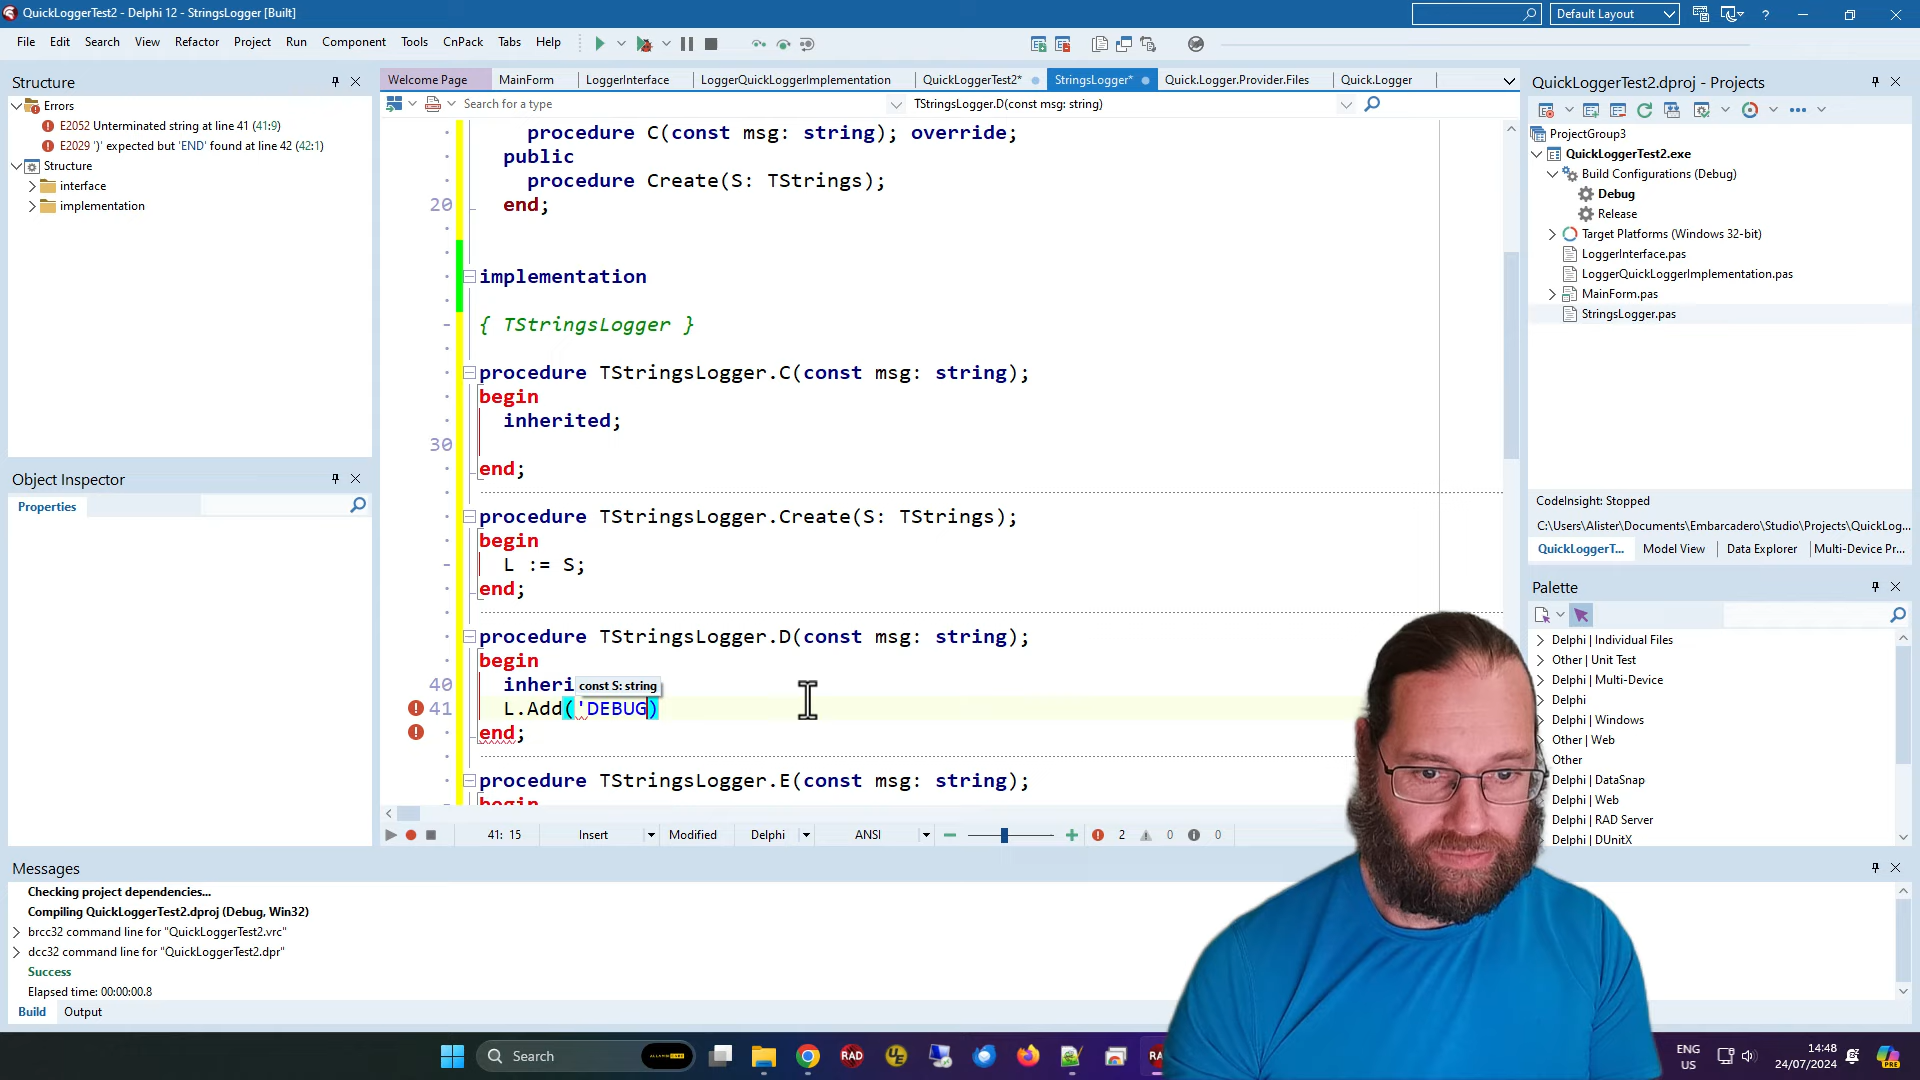 QuickLoggerTest2 - Delphi 12 - StringsLogger [Built]
Default Layout
File Edit Search View Refactor Project Run Component Tools CnPack Tabs Help
Structure
Errors
E2052 Unterminated string at line 41 (41:9)
E2029 ')' expected but 'END' found at line 42 (42:1)
Structure
interface
implementation
Object Inspector
Properties
Welcome Page MainForm LoggerInterface LoggerQuickLoggerImplementation QuickLoggerTest2* StringsLogger* Quick.Logger.Provider.Files Quick.Logger
Search for a type TStringsLogger.D(const msg: string)
procedure C(const msg: string); override;
public
procedure Create(S: TStrings);
20 end;
implementation
{ TStringsLogger }
procedure TStringsLogger.C(const msg: string);
begin
inherited;
30
end;
procedure TStringsLogger.Create(S: TStrings);
begin
L := S;
end;
procedure TStringsLogger.D(const msg: string);
begin
40 inheri const S: string
41 L.Add('DEBUG)
end;
procedure TStringsLogger.E(const msg: string);
begin
41: 15 Insert Modified Delphi ANSI 2 0 0
QuickLoggerTest2.dproj - Projects
ProjectGroup3
QuickLoggerTest2.exe
Build Configurations (Debug)
Debug
Release
Target Platforms (Windows 32-bit)
LoggerInterface.pas
LoggerQuickLoggerImplementation.pas
MainForm.pas
StringsLogger.pas
CodeInsight: Stopped
C:\Users\Alister\Documents\Embarcadero\Studio\Projects\QuickLog...
QuickLoggerT... Model View Data Explorer Multi-Device Pr...
Palette
Delphi | Individual Files
Other | Unit Test
Delphi | Multi-Device
Delphi
Delphi | Windows
Other | Web
Other
Delphi | DataSnap
Delphi | Web
Delphi | RAD Server
Delphi | DUnitX
Messages
Checking project dependencies...
Compiling QuickLoggerTest2.dproj (Debug, Win32)
brcc32 command line for "QuickLoggerTest2.vrc"
dcc32 command line for "QuickLoggerTest2.dpr"
Success
Elapsed time: 00:00:00.8
Build Output
Search
RAD
UE
ENG
US
14:48
24/07/2024
PRE